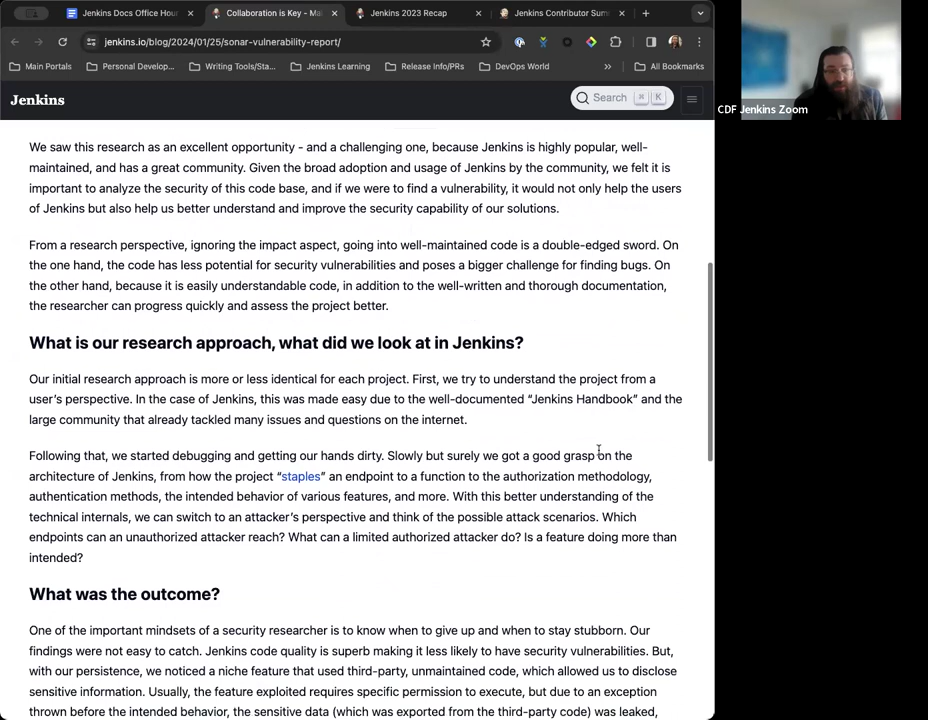 Jenkins Docs Office Hour
Collaboration is Key - Ma
Jenkins 2023 Recap
Jenkins Contributor Sum
jenkins.io/blog/2024/01/25/sonar-vulnerability-report/
Main Portals
Personal Develop...
Writing Tools/Sta...
Jenkins Learning
Release Info/PRs
DevOps World
»
All Bookmarks
Jenkins
Search ⌘ K
CDF Jenkins Zoom
We saw this research as an excellent opportunity - and a challenging one, because Jenkins is highly popular, well-
maintained, and has a great community. Given the broad adoption and usage of Jenkins by the community, we felt it is
important to analyze the security of this code base, and if we were to find a vulnerability, it would not only help the users
of Jenkins but also help us better understand and improve the security capability of our solutions.
From a research perspective, ignoring the impact aspect, going into well-maintained code is a double-edged sword. On
the one hand, the code has less potential for security vulnerabilities and poses a bigger challenge for finding bugs. On
the other hand, because it is easily understandable code, in addition to the well-written and thorough documentation,
the researcher can progress quickly and assess the project better.
What is our research approach, what did we look at in Jenkins?
Our initial research approach is more or less identical for each project. First, we try to understand the project from a
user’s perspective. In the case of Jenkins, this was made easy due to the well-documented “Jenkins Handbook” and the
large community that already tackled many issues and questions on the internet.
Following that, we started debugging and getting our hands dirty. Slowly but surely we got a good grasp on the
architecture of Jenkins, from how the project “staples” an endpoint to a function to the authorization methodology,
authentication methods, the intended behavior of various features, and more. With this better understanding of the
technical internals, we can switch to an attacker’s perspective and think of the possible attack scenarios. Which
endpoints can an unauthorized attacker reach? What can a limited authorized attacker do? Is a feature doing more than
intended?
What was the outcome?
One of the important mindsets of a security researcher is to know when to give up and when to stay stubborn. Our
findings were not easy to catch. Jenkins code quality is superb making it less likely to have security vulnerabilities. But,
with our persistence, we noticed a niche feature that used third-party, unmaintained code, which allowed us to disclose
sensitive information. Usually, the feature exploited requires specific permission to execute, but due to an exception
thrown before the intended behavior, the sensitive data (which was exported from the third-party code) was leaked,